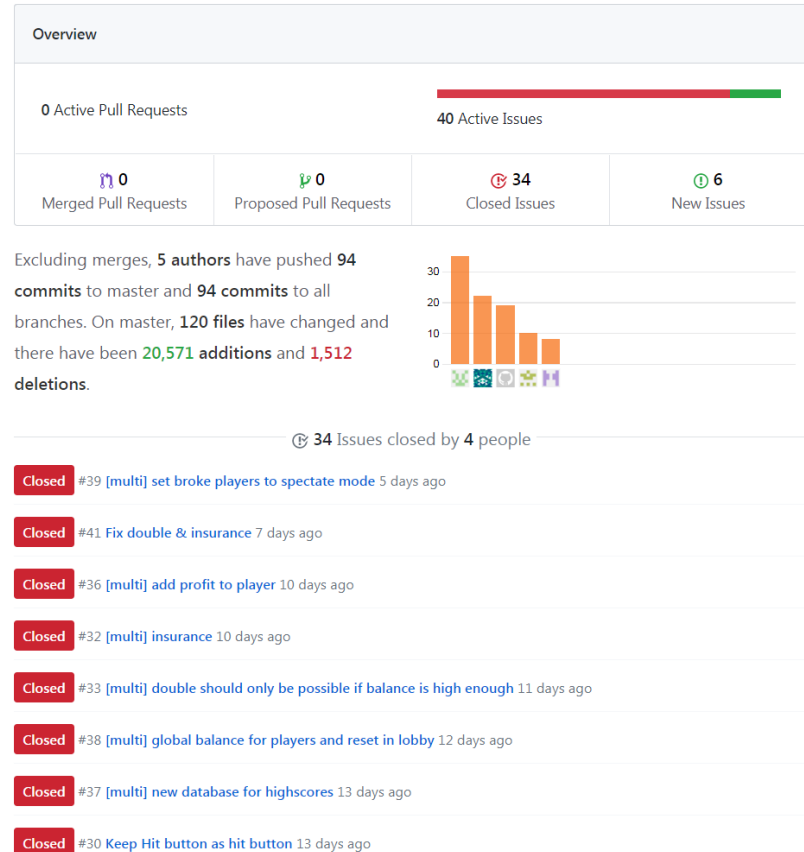 Overview
0 Active Pull Requests
40 Active Issues
0
Merged Pull Requests
0
Proposed Pull Requests
34
Closed Issues
6
New Issues
Excluding merges, 5 authors have pushed 94
commits to master and 94 commits to all
branches. On master, 120 files have changed and
there have been 20,571 additions and 1,512
deletions.
30
20
10
0
34 Issues closed by 4 people
Closed #39 [multi] set broke players to spectate mode 5 days ago
Closed #41 Fix double & insurance 7 days ago
Closed #36 [multi] add profit to player 10 days ago
Closed #32 [multi] insurance 10 days ago
Closed #33 [multi] double should only be possible if balance is high enough 11 days ago
Closed #38 [multi] global balance for players and reset in lobby 12 days ago
Closed #37 [multi] new database for highscores 13 days ago
Closed #30 Keep Hit button as hit button 13 days ago